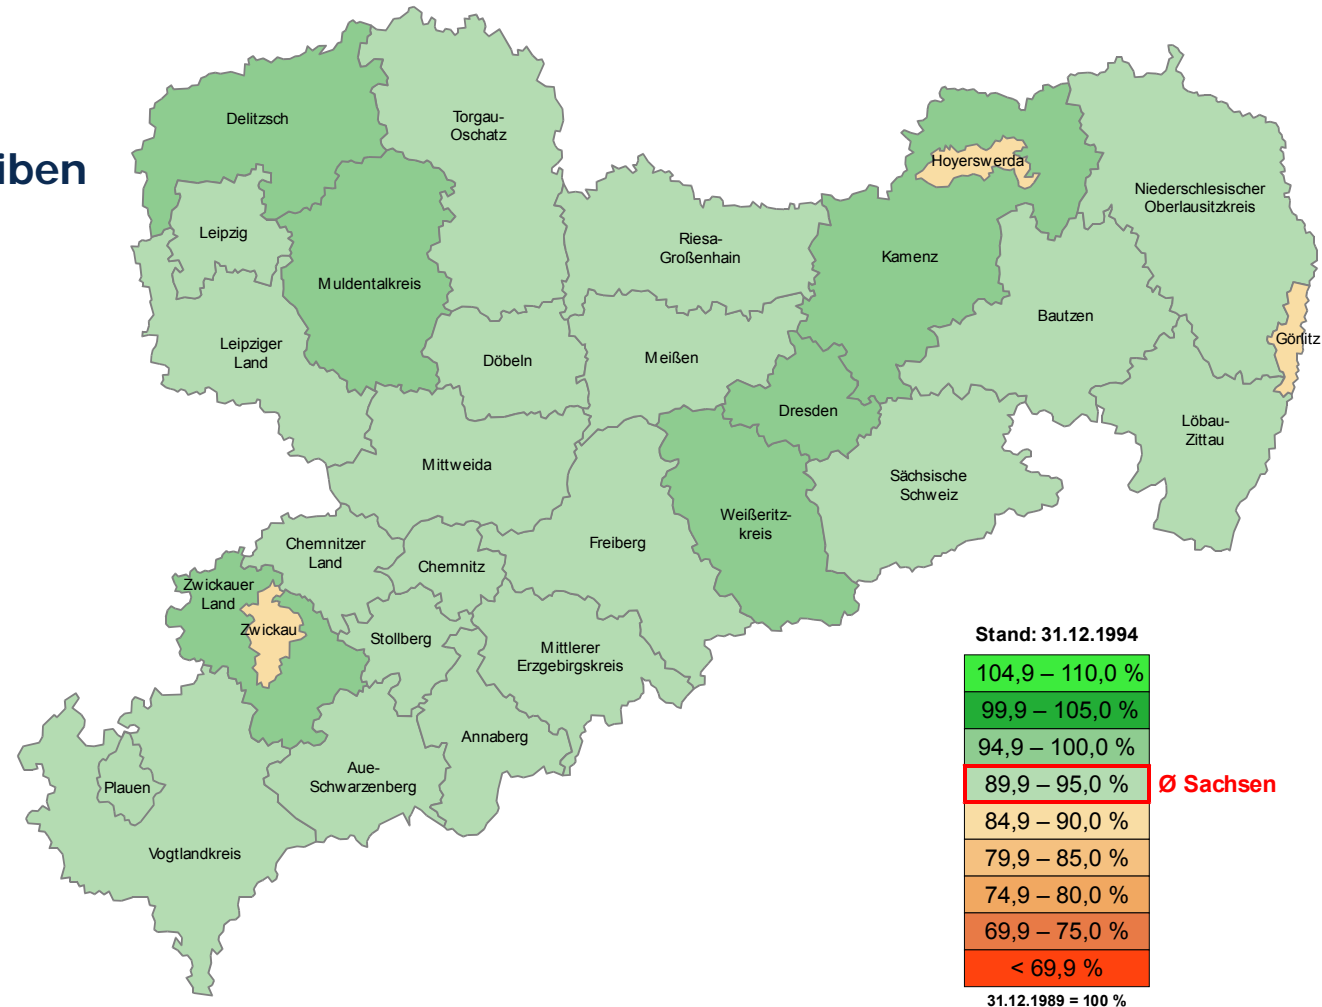 iben
Delitzsch
Torgau-
Oschatz
Hoyerswerda
Niederschlesischer
Oberlausitzkreis
Leipzig
Riesa-
Großenhain
Kamenz
Muldentalkreis
Bautzen
Leipziger
Land
Döbeln
Meißen
Görlitz
Dresden
Löbau-
Zittau
Mittweida
Sächsische
Schweiz
Weißeritz-
kreis
Chemnitzer
Land
Chemnitz
Freiberg
Zwickauer
Land
Zwickau
Stollberg
Mittlerer
Erzgebirgskreis
Annaberg
Aue-
Schwarzenberg
Plauen
Vogtlandkreis
Stand: 31.12.1994
104,9 – 110,0 %
99,9 – 105,0 %
94,9 – 100,0 %
89,9 – 95,0 % Ø Sachsen
84,9 – 90,0 %
79,9 – 85,0 %
74,9 – 80,0 %
69,9 – 75,0 %
< 69,9 %
31.12.1989 = 100 %